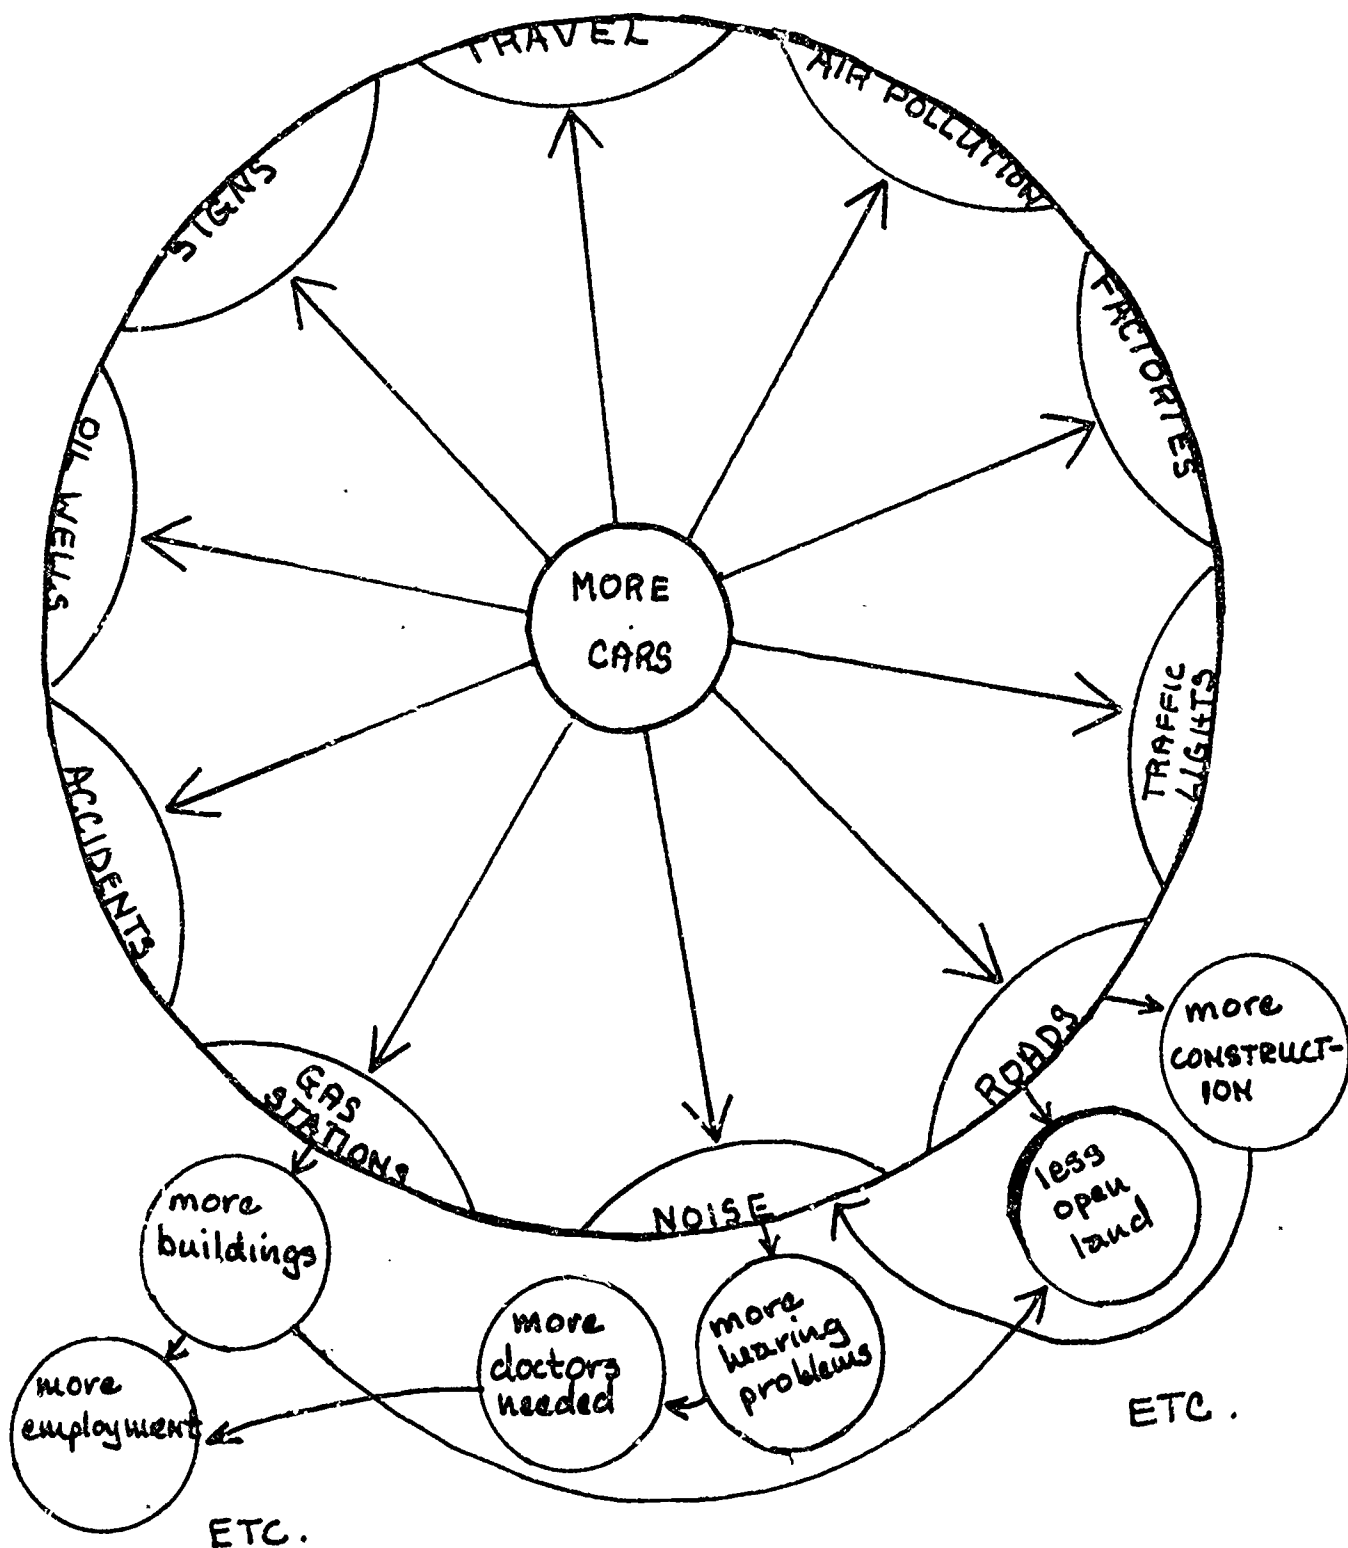 TRAVEL
AIR POLLUTION
FACTORIES
TRAFFIC
LIGHTS
ROADS
NOISE
GAS
STATIONS
ACCIDENTS
OIL WELLS
SIGNS
MORE
CARS
more
CONSTRUCT-
ION
less
open
land
more
hearing
problems
more
doctors
needed
more
buildings
more
employment
ETC.
ETC.